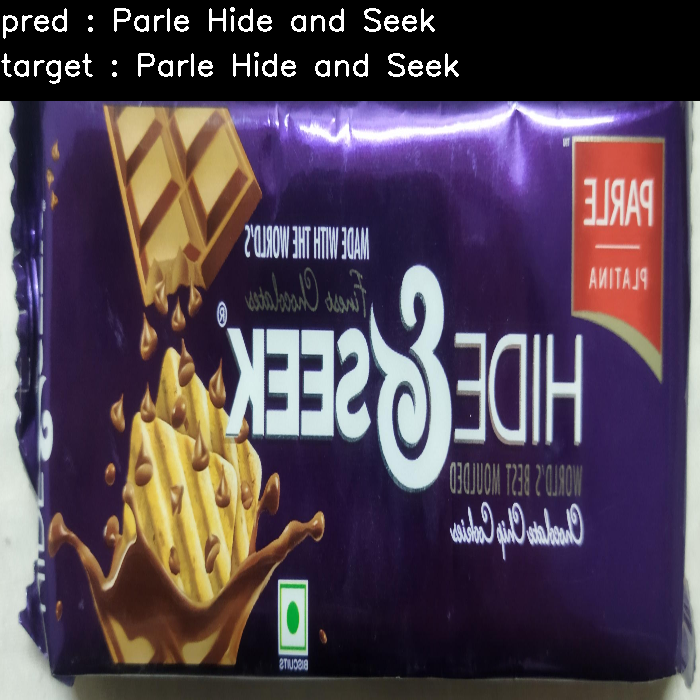 pred : Parle Hide and Seek
target : Parle Hide and Seek
PARLE
PLATINA
TM
MADE WITH THE WORLD'S
Finest Chocolates
HIDE & SEEK®
WORLD'S BEST MOULDED
Chocolate Chip Cookies
BISCUITS